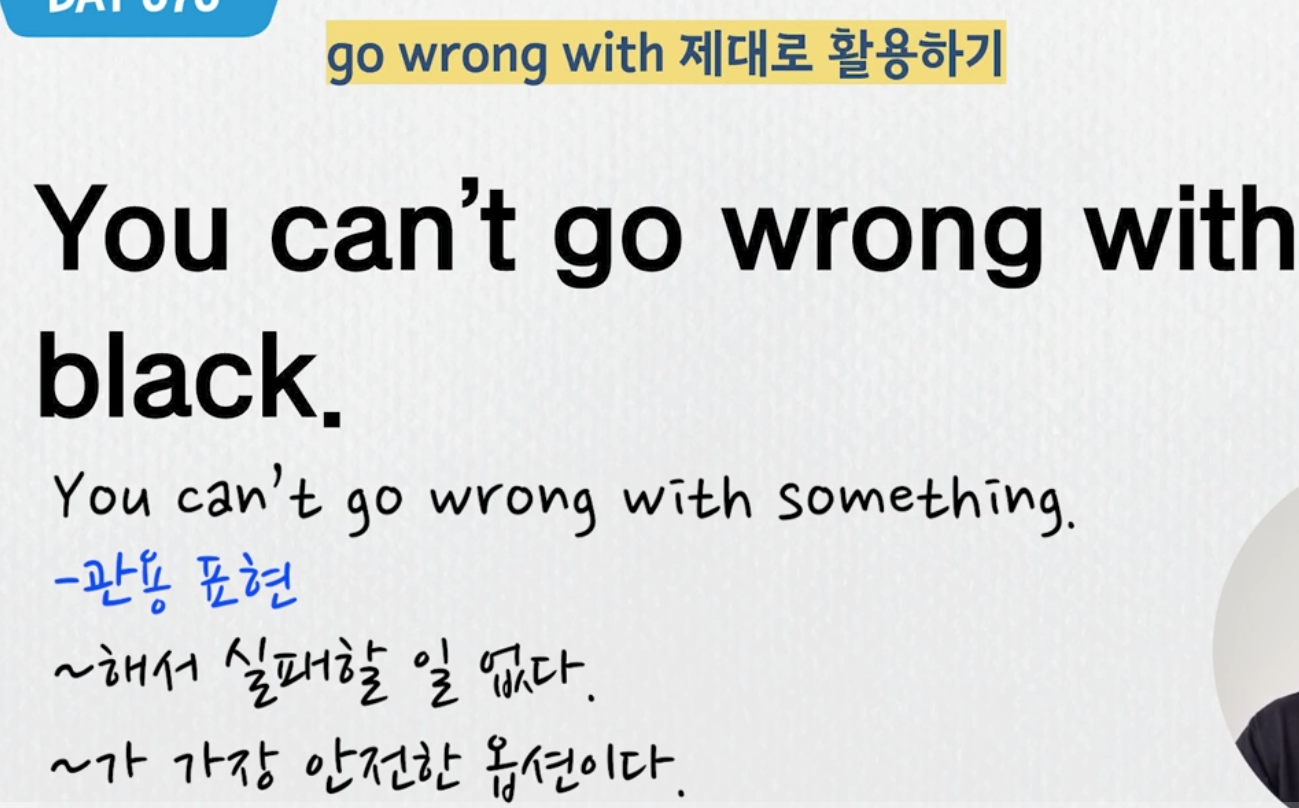 go wrong with 제대로 활용하기
You can't go wrong with
black.
You can't go wrong with something.
-관용 표현
~해서 실패할 일 없다.
~가 가장 안전한 옵션이다.